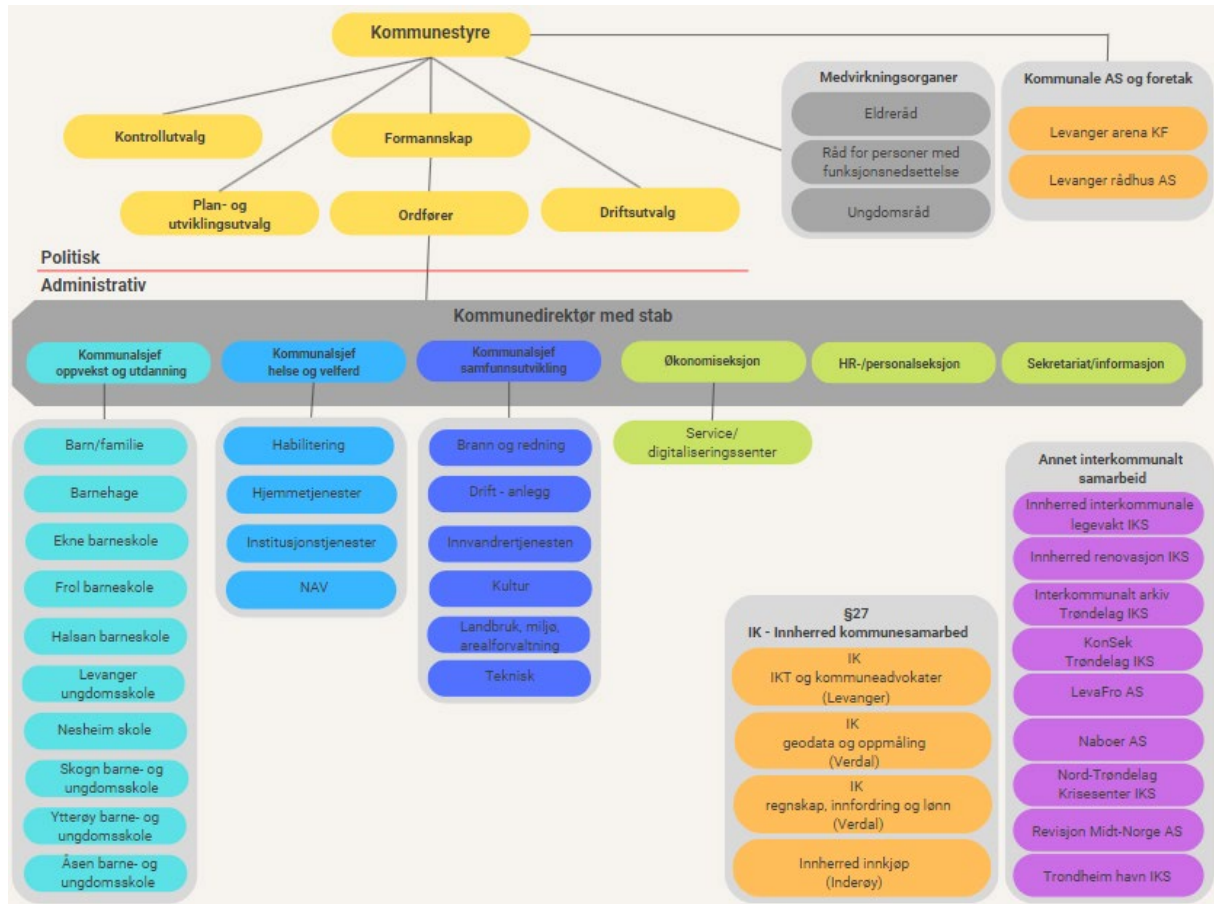 Kommunestyre
Medvirkningsorganer
Eldreråd
Råd for personer med
funksjonsnedsettelse
Ungdomsråd
Kommunale AS og foretak
Levanger arena KF
Levanger rådhus AS
Kontrollutvalg
Formannskap
Plan- og
utviklingsutvalg
Ordfører
Driftsutvalg
Politisk
Administrativ
Kommunedirektør med stab
Kommunalsjef
oppvekst og utdanning
Kommunalsjef
helse og velferd
Kommunalsjef
samfunnsutvikling
Økonomiseksjon
HR-/personalseksjon
Sekretariat/informasjon
Barn/familie
Barnehage
Ekne barneskole
Frol barneskole
Halsan barneskole
Levanger
ungdomsskole
Nesheim skole
Skogn barne- og
ungdomsskole
Ytterøy barne- og
ungdomsskole
Åsen barne- og
ungdomsskole
Habilitering
Hjemmetjenester
Institusjonstjenester
NAV
Brann og redning
Drift - anlegg
Innvandrertjenesten
Kultur
Landbruk, miljø,
arealforvaltning
Teknisk
Service/
digitaliseringssenter
§27
IK - Innherred kommunesamarbed
IK
IKT og kommuneadvokater
(Levanger)
IK
geodata og oppmåling
(Verdal)
IK
regnskap, innfordring og lønn
(Verdal)
Innherred innkjøp
(Inderøy)
Annet interkommunalt
samarbeid
Innherred interkommunale
legevakt IKS
Innherred renovasjon IKS
Interkommunalt arkiv
Trøndelag IKS
KonSek
Trøndelag IKS
LevaFro AS
Naboer AS
Nord-Trøndelag
Krisesenter IKS
Revisjon Midt-Norge AS
Trondheim havn IKS